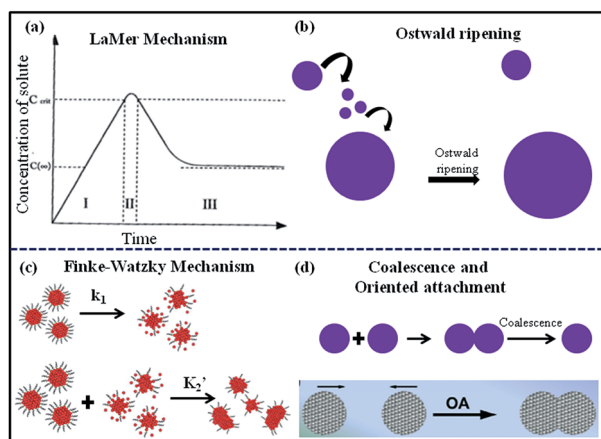 (a)
LaMer Mechanism
Concentration of solute
C crit
C(∞)
I
II
III
Time
(b)
Ostwald ripening
Ostwald
ripening
(c)
Finke-Watzky Mechanism
k1
+
K2'
(d)
Coalescence and
Oriented attachment
+
Coalescence
OA